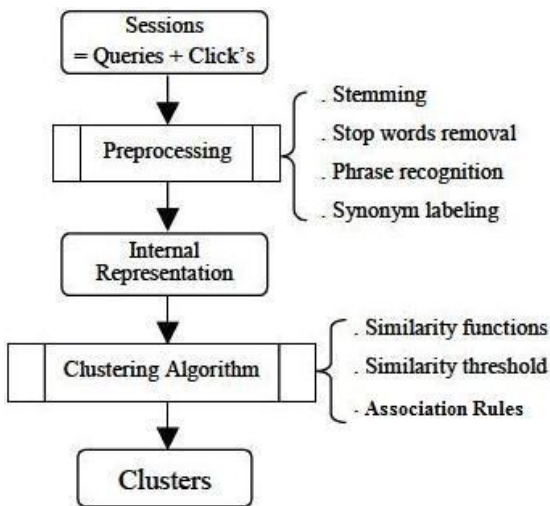 Sessions
= Queries + Click's
Preprocessing
. Stemming
. Stop words removal
. Phrase recognition
. Synonym labeling
Internal
Representation
Clustering Algorithm
. Similarity functions
. Similarity threshold
. Association Rules
Clusters